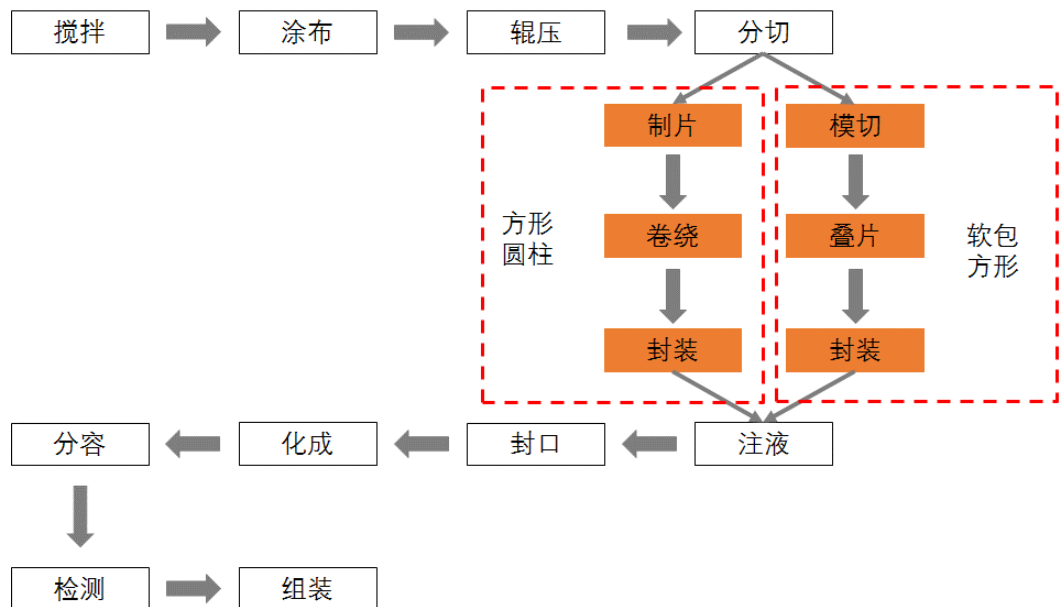 搅拌
涂布
辊压
分切
制片
模切
方形
圆柱
卷绕
叠片
软包
方形
封装
封装
分容
化成
封口
注液
检测
组装